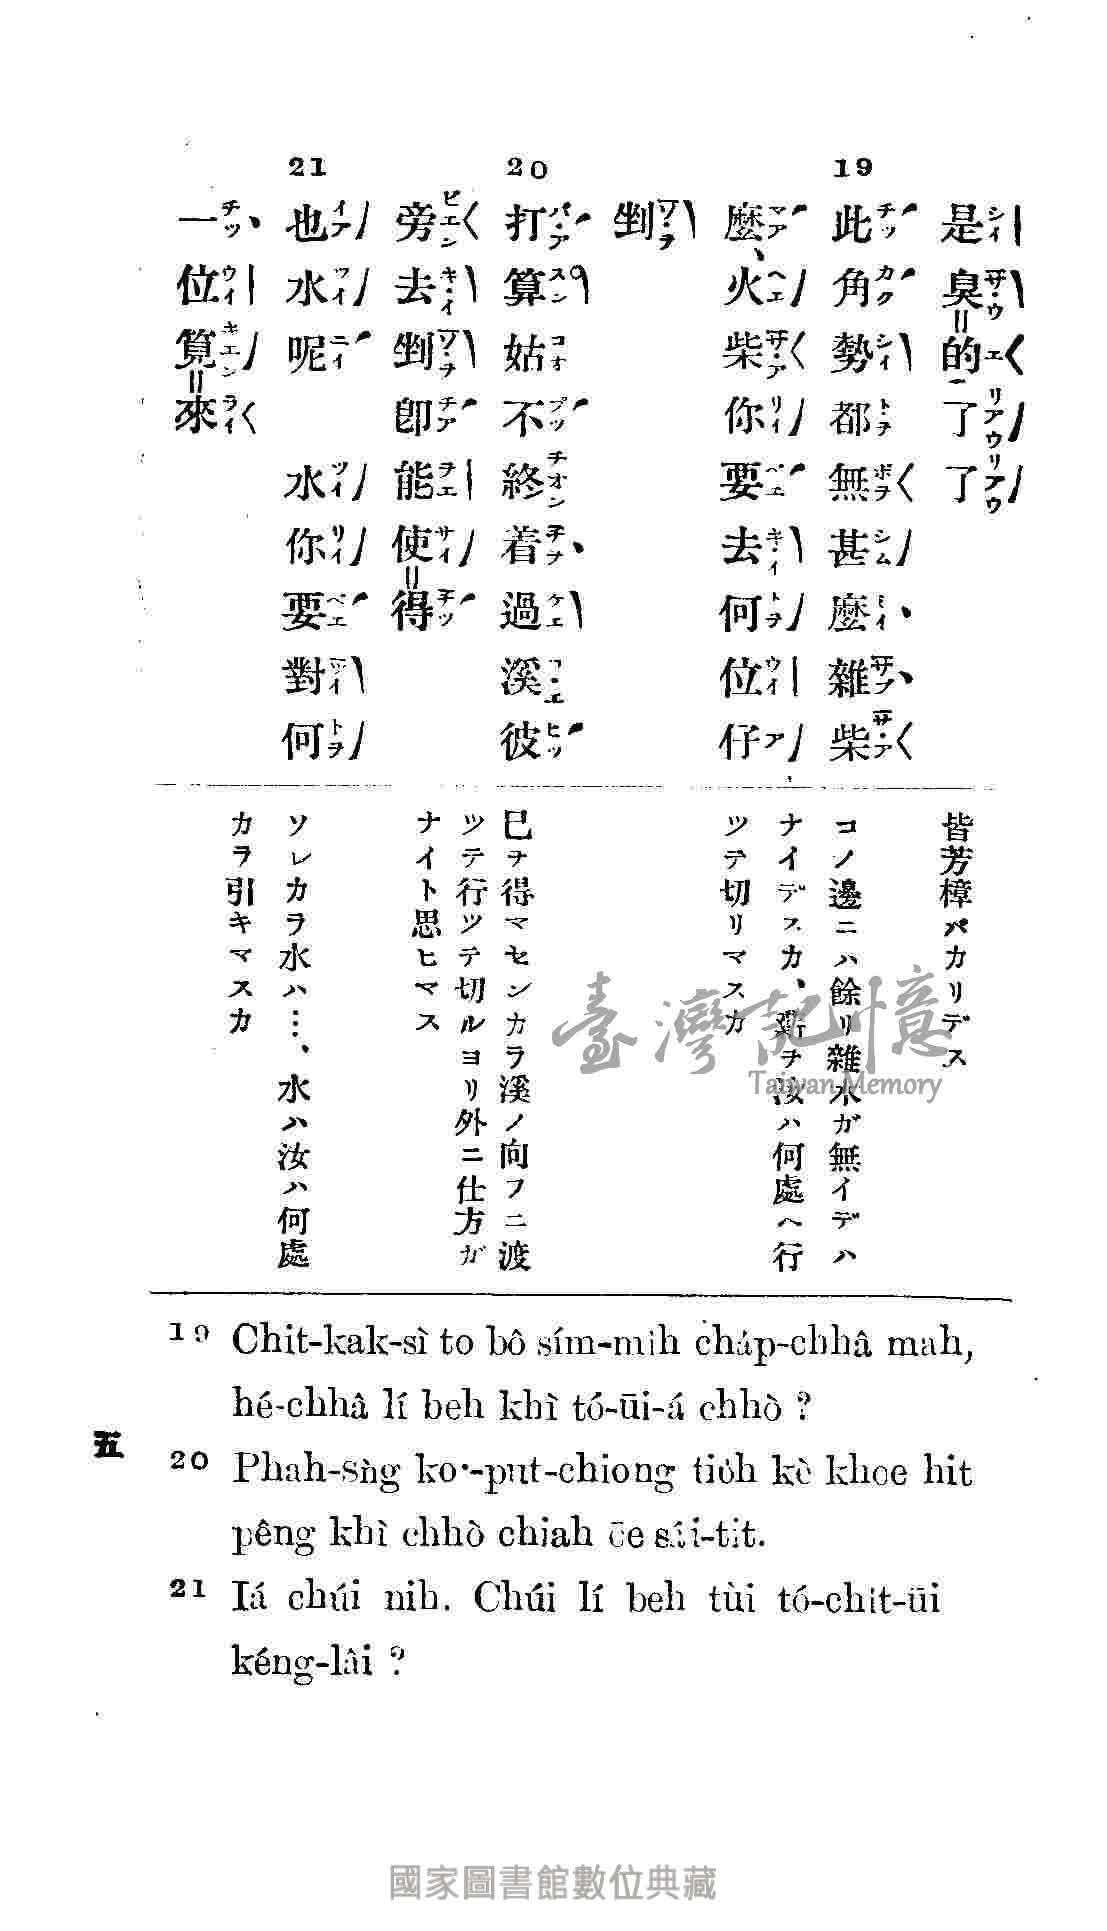 19
20
21
是臭的了了
此角勢都無甚麼雜柴
麼、火柴你要去何位仔
剉
打算姑不終着過溪彼
旁去剉即能使得
也水呢 水你要對何
一位筧來
皆芳樟バカリデス
コノ邊ニハ餘リ雜木ガ無イデハ
ナイデスカ、薪ヲ汝ハ何處ヘ行
ツテ切リマスカ
已ヲ得マセンカラ溪ノ向フニ渡
ツテ行ツテ切ルヨリ外ニ仕方ガ
ナイト思ヒマス
ソレカラ水ハ…、水ハ汝ハ何處
カラ引キマスカ
19 Chit-kak-sì to bô sím-mih cháp-chhâ mah,
hé-chhâ lí beh khì tó-ūi-á chhò ?
20 Phah-sǹg ko·-put-chiong tio̍h kè khoe hit
pêng khì chhò chiah ōe sái-tit.
21 Iá chúi nih. Chúi lí beh tùi tó-chit-ūi
kéng-lâi ?
五
臺灣記憶
Taiwan Memory
國家圖書館數位典藏